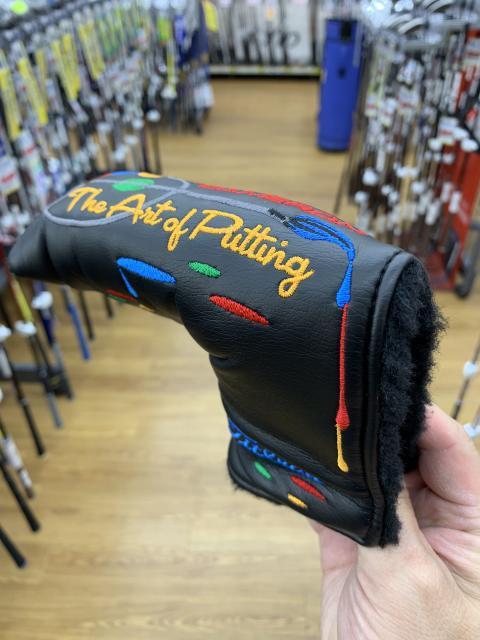 The Art of Putting